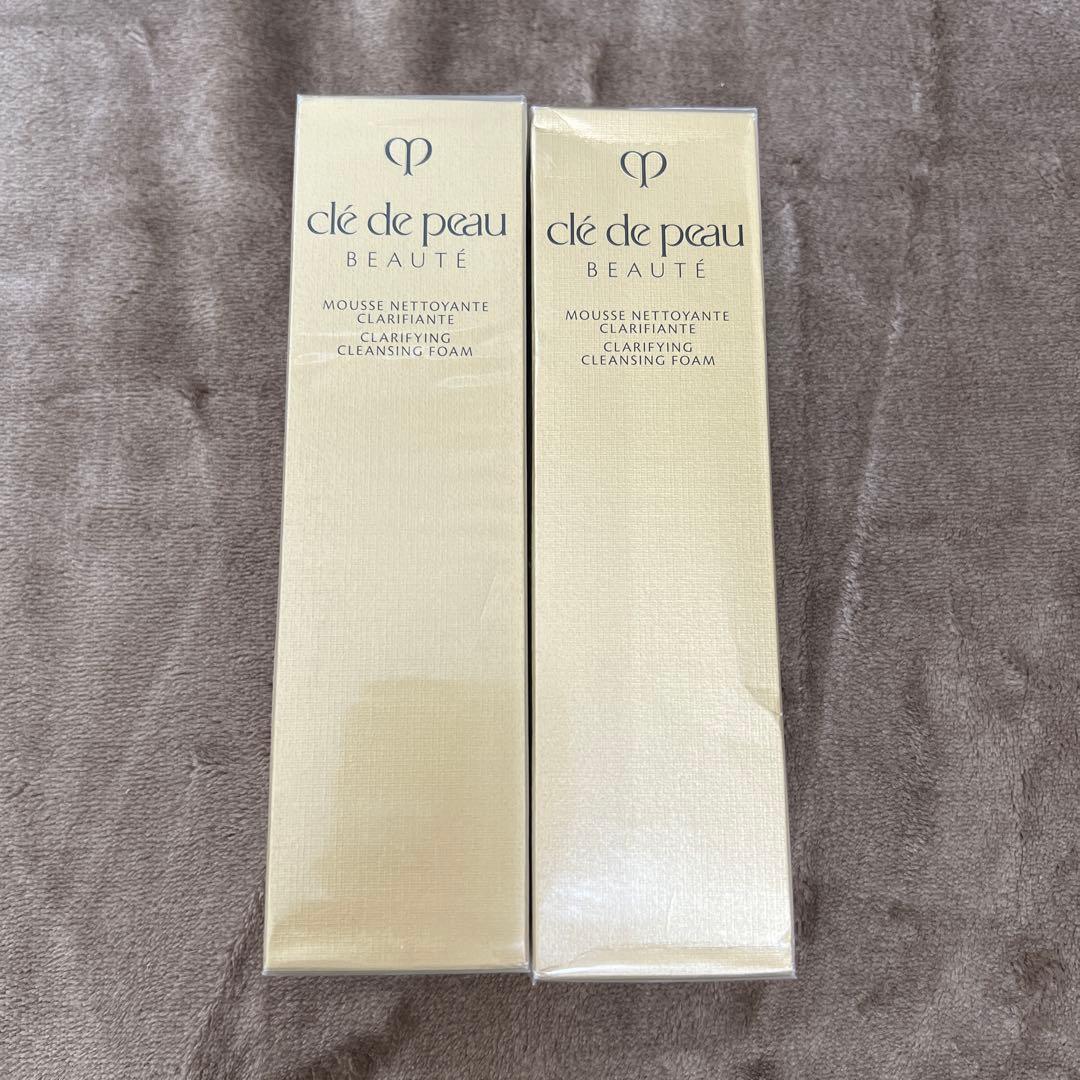 clé de peau
BEAUTÉ
MOUSSE NETTOYANTE
CLARIFIANTE
CLARIFYING
CLEANSING FOAM
clé de peau
BEAUTÉ
MOUSSE NETTOYANTE
CLARIFIANTE
CLARIFYING
CLEANSING FOAM